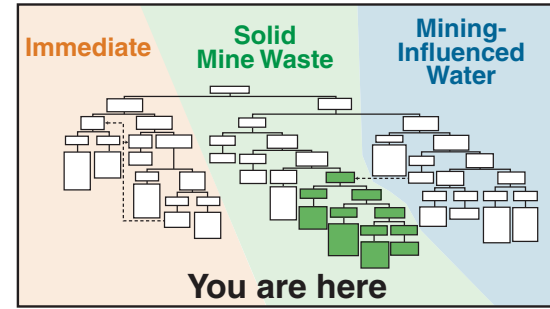 Immediate
Solid
Mine Waste
Mining-
Influenced
Water
You are here